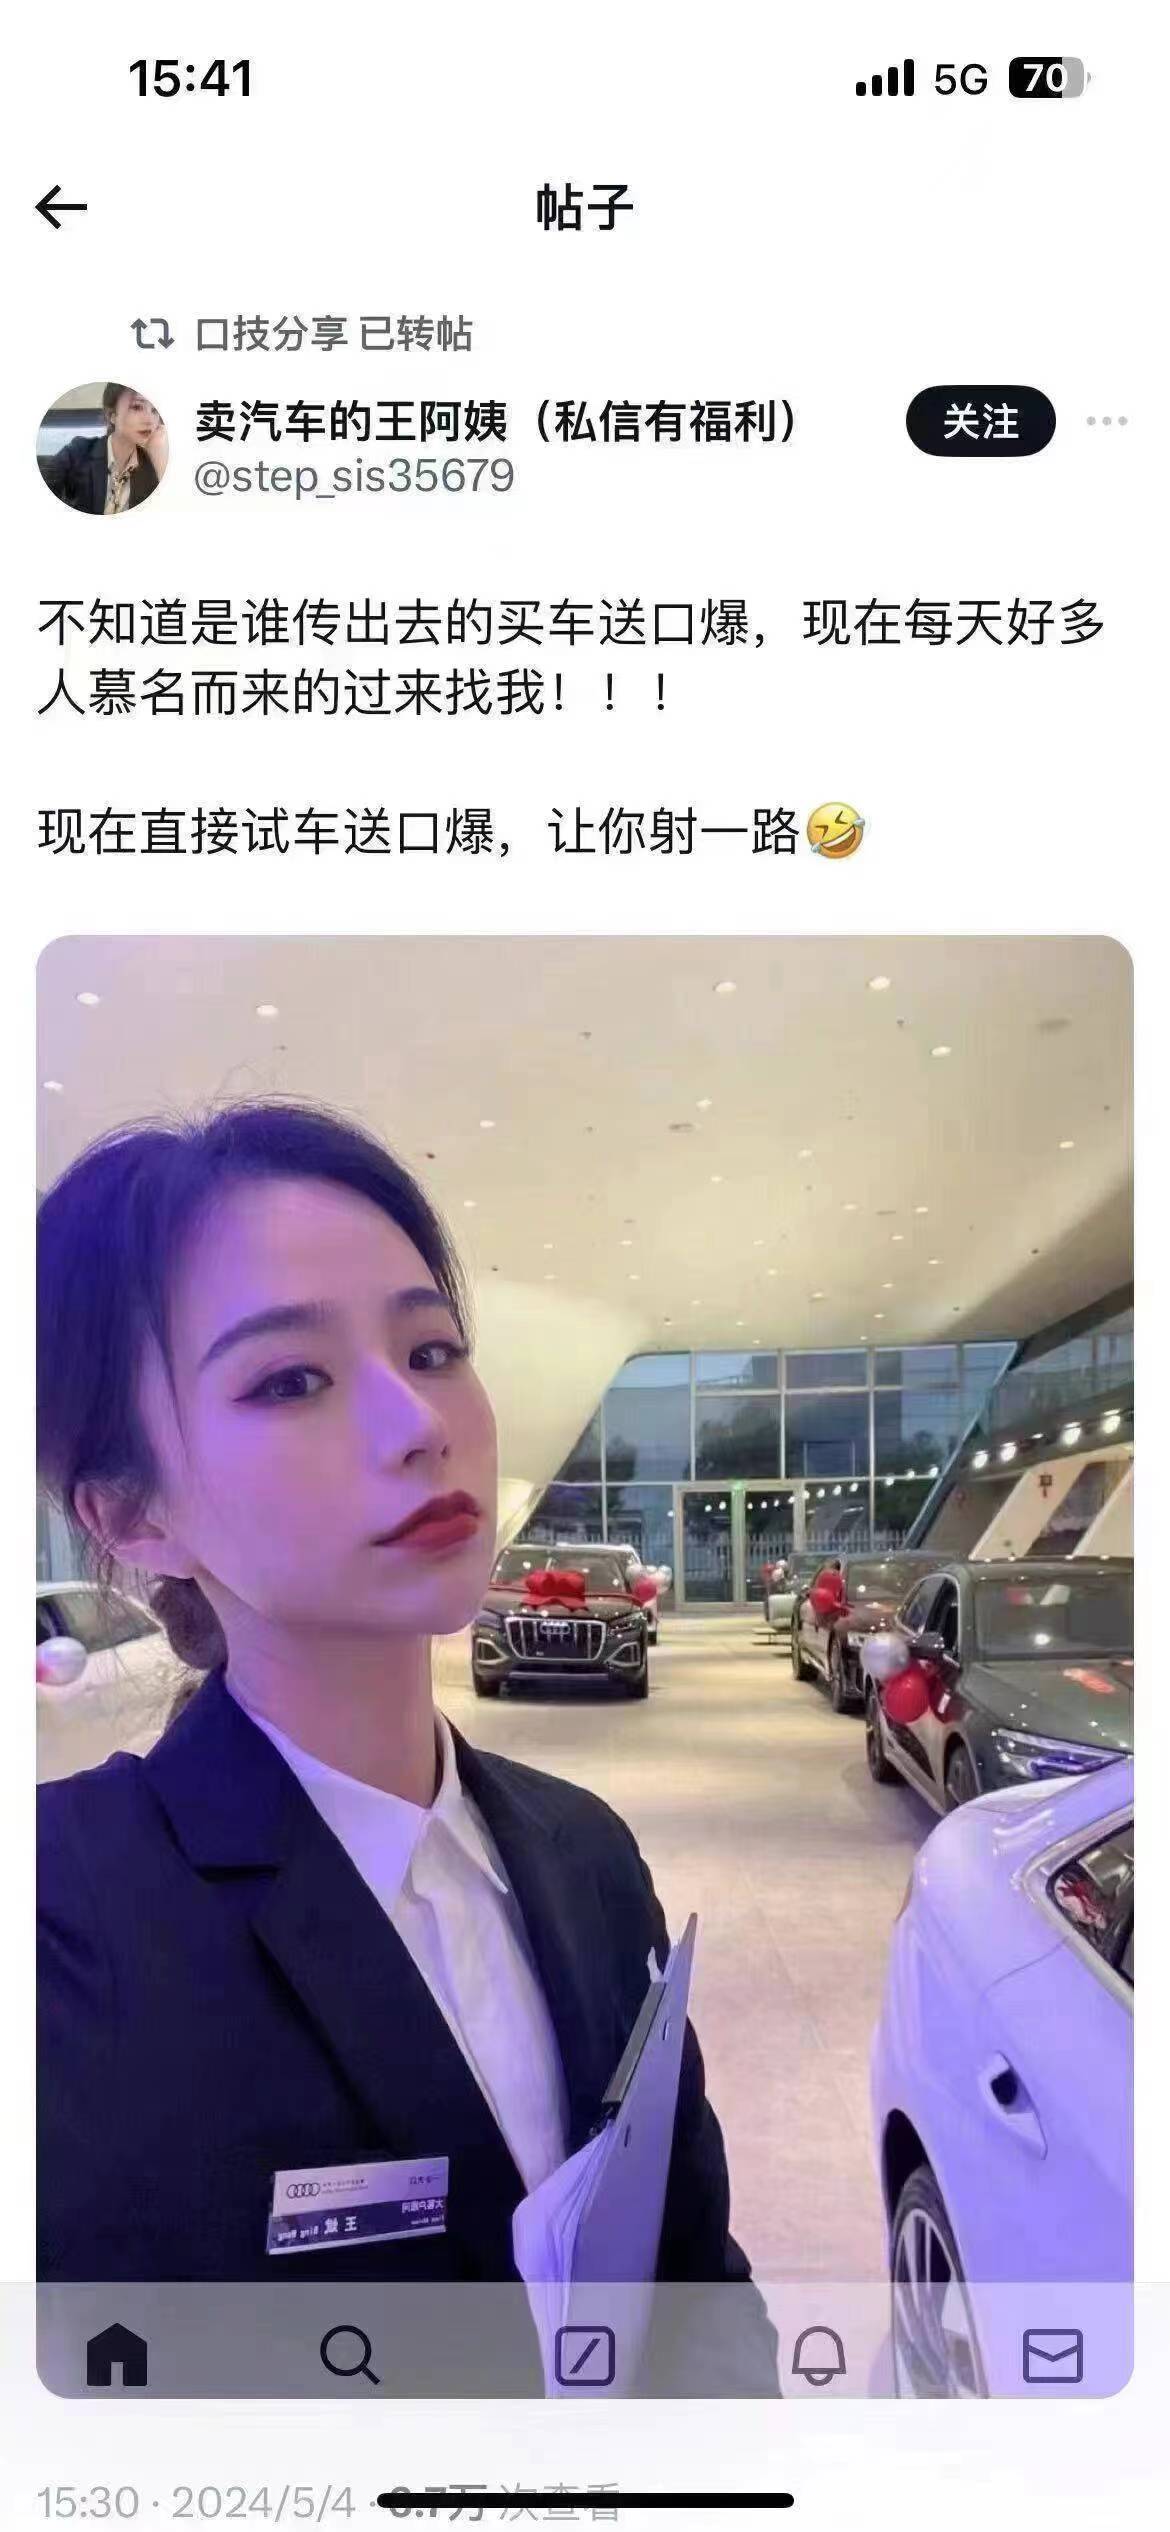 15:41
5G 70
帖子
口技分享 已转帖
卖汽车的王阿姨（私信有福利）
关注
@step_sis35679
不知道是谁传出去的买车送口爆，现在每天好多
人慕名而来的过来找我！！！
现在直接试车送口爆，让你射一路🤣
15:30 · 2024/5/4 · 6.7万 次查看